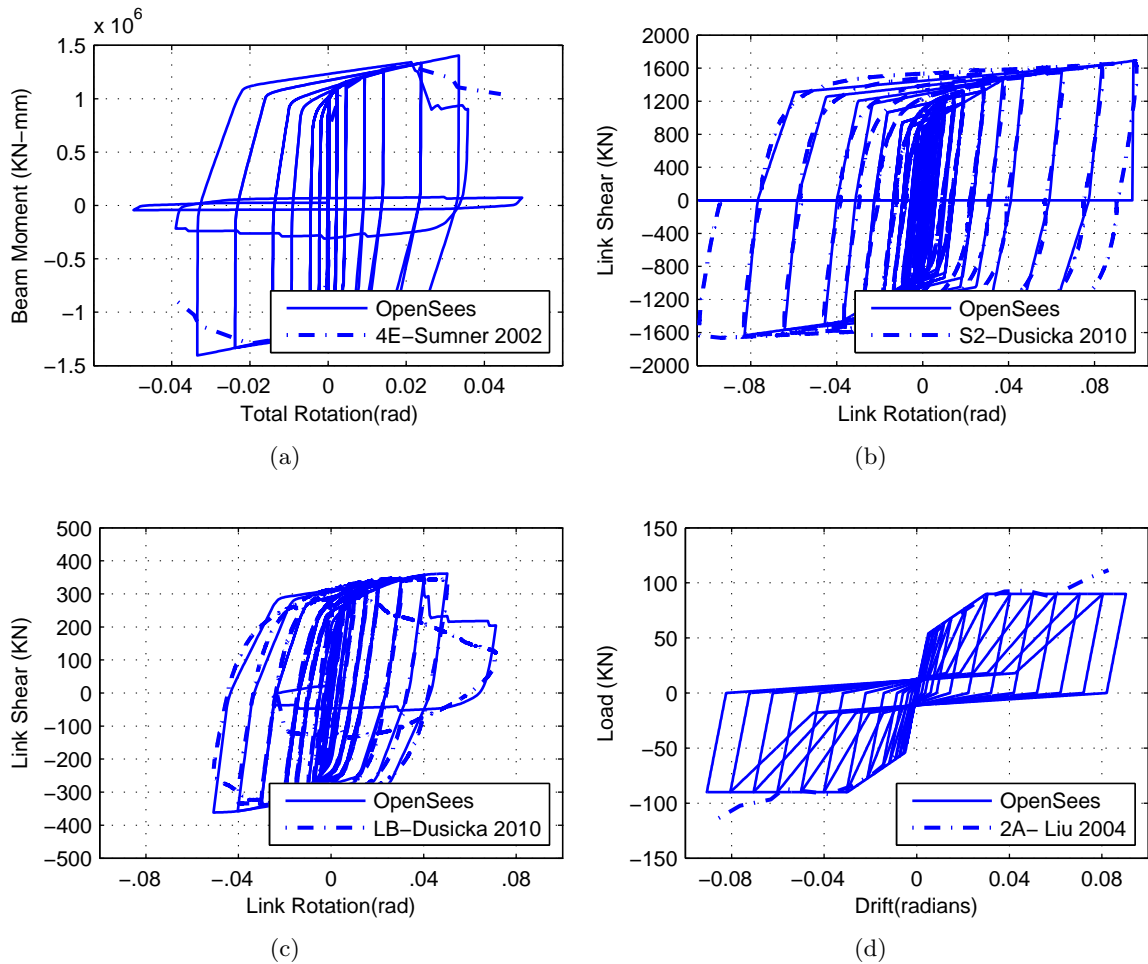 x 10^6
1.5
1
0.5
0
−0.5
−1
−1.5
Beam Moment (KN−mm)
−0.04 −0.02 0 0.02 0.04
Total Rotation(rad)
OpenSees
4E−Sumner 2002
(a)
2000
1600
1200
800
400
0
−400
−800
−1200
−1600
−2000
Link Shear (KN)
−.08 −.04 0 .04 .08
Link Rotation(rad)
OpenSees
S2−Dusicka 2010
(b)
500
400
300
200
100
0
−100
−200
−300
−400
−500
Link Shear (KN)
−.08 −.04 0 .04 .08
Link Rotation(rad)
OpenSees
LB−Dusicka 2010
(c)
150
100
50
0
−50
−100
−150
Load (KN)
−0.08 −0.04 0 0.04 0.08
Drift(radians)
OpenSees
2A− Liu 2004
(d)